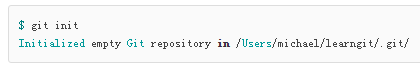 $ git init
Initialized empty Git repository in /Users/michael/learngit/.git/